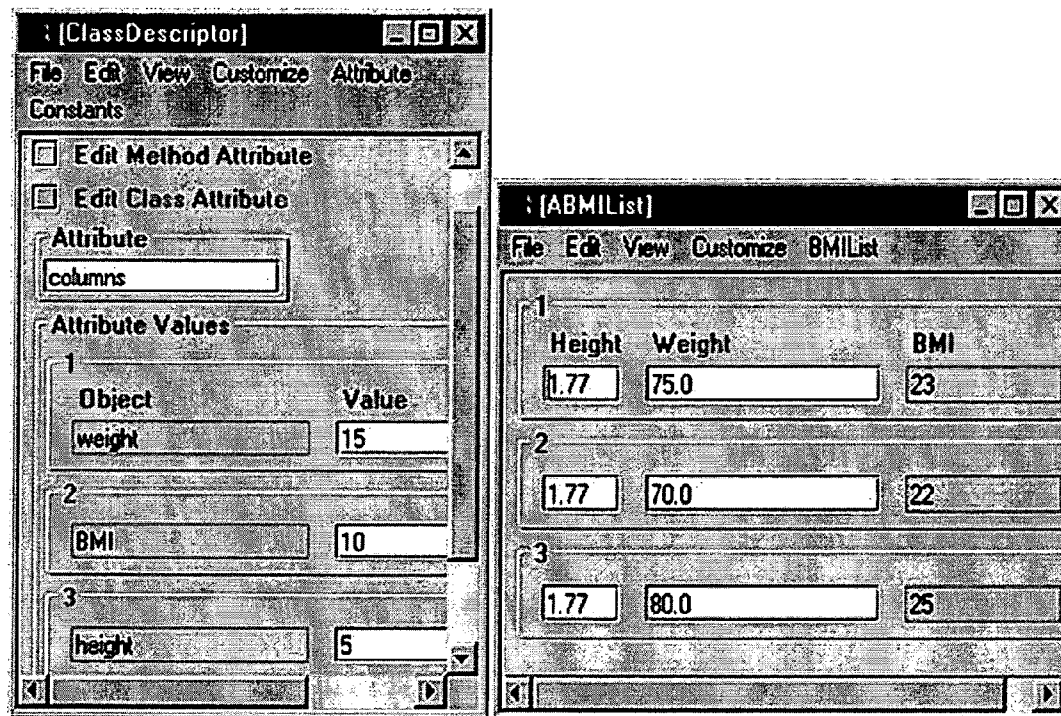 [ClassDescriptor]
File Edit View Customize Attribute
Constants
Edit Method Attribute
Edit Class Attribute
Attribute
columns
Attribute Values
1
Object Value
weight 15
2
BMI 10
3
height 5
[ABMIList]
File Edit View Customize BMIList
1
Height Weight BMI
1.77 75.0 23
2
1.77 70.0 22
3
1.77 80.0 25